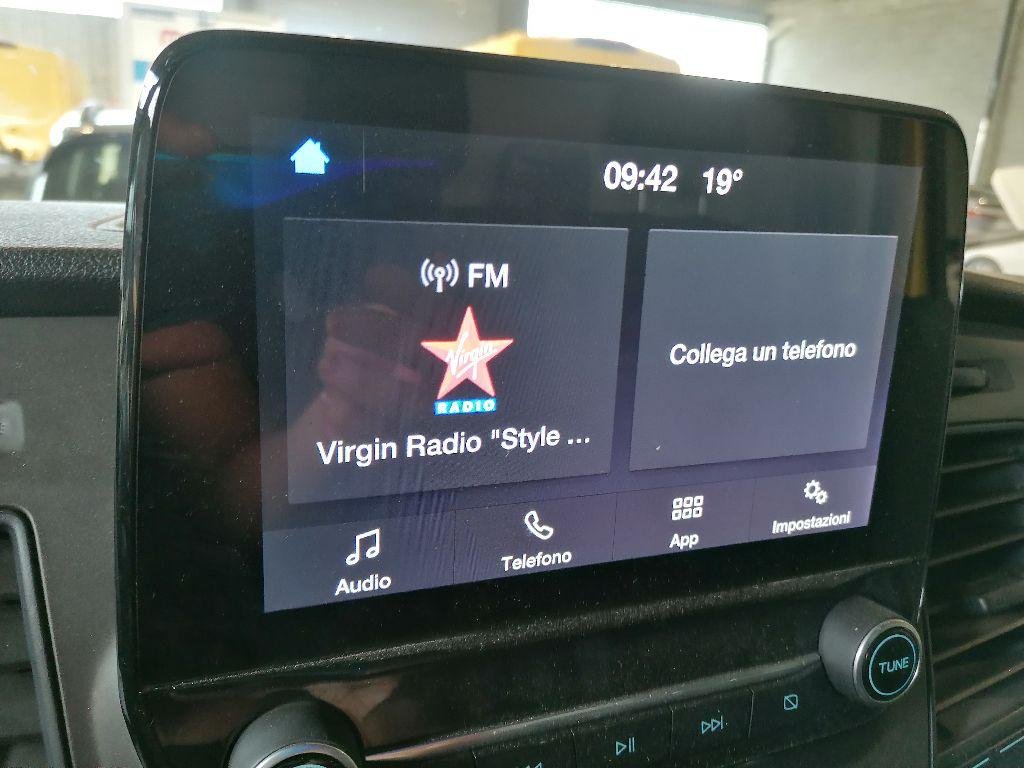 09:42 19°
FM
Virgin
RADIO
Virgin Radio "Style ...
Collega un telefono
Audio
Telefono
App
Impostazioni
TUNE